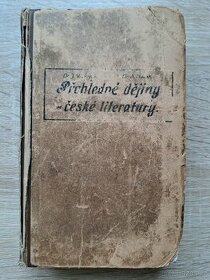 Přehledné dějiny
české literatury.